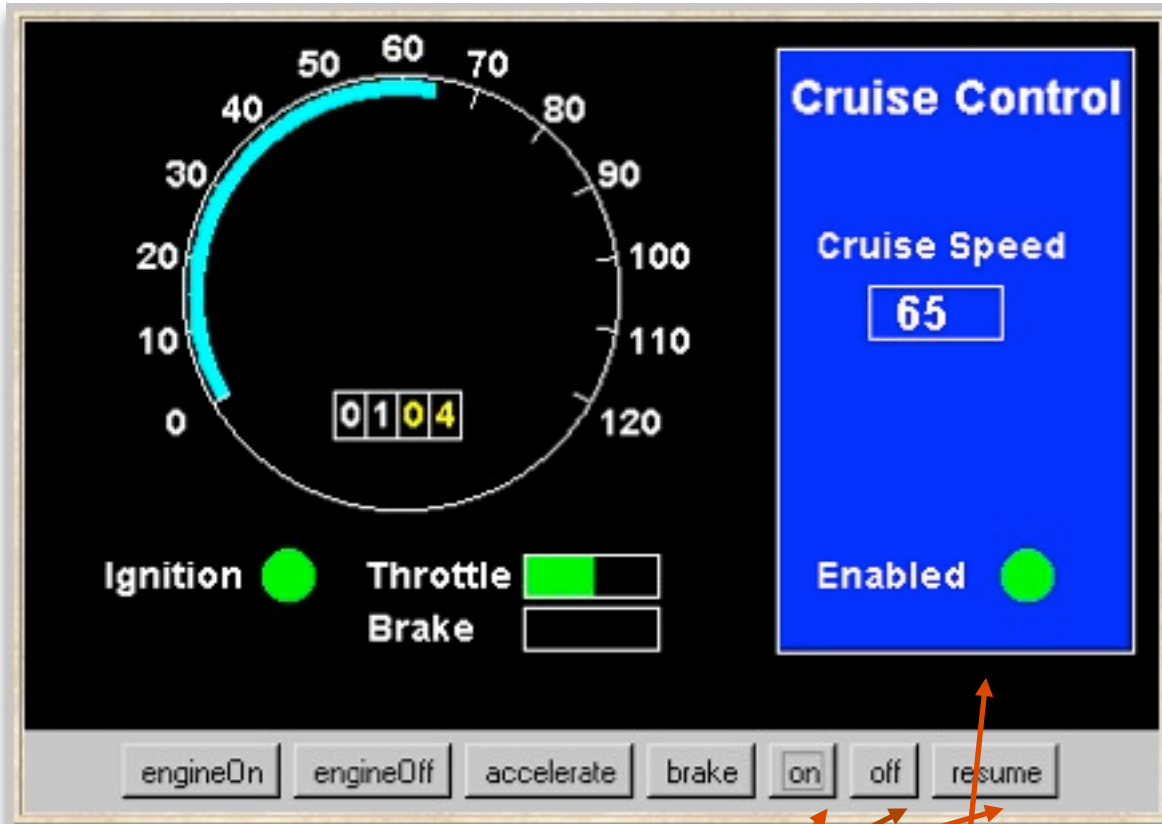 60
50
70
40
80
30
90
20
100
10
110
0
120
0104
Ignition
Throttle
Brake
Cruise Control
Cruise Speed
65
Enabled
engineOn engineOff accelerate brake on off resume